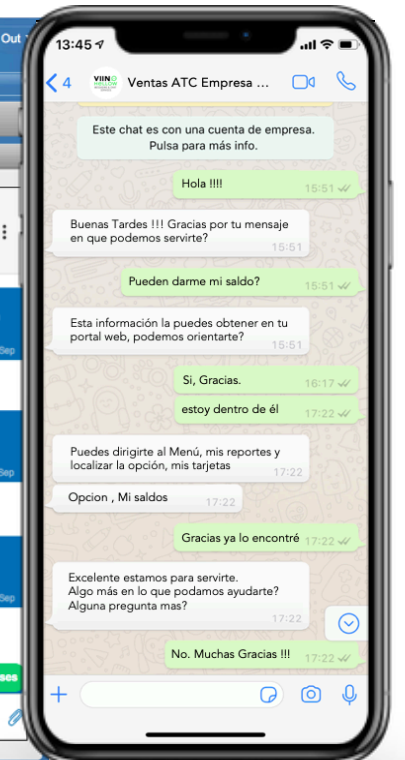 Out
Sep
Sep
Sep
ses
13:45
4
VIIN
Ventas ATC Empresa ...
Este chat es con una cuenta de empresa.
Pulsa para más info.
Hola !!!!
15:51
Buenas Tardes !!! Gracias por tu mensaje
en que podemos servirte?
15:51
Pueden darme mi saldo?
15:51
Esta información la puedes obtener en tu
portal web, podemos orientarte?
15:51
Si, Gracias.
16:17
estoy dentro de él
17:22
Puedes dirigirte al Menú, mis reportes y
localizar la opción, mis tarjetas
17:22
Opcion , Mi saldos
17:22
Gracias ya lo encontré
17:22
Excelente estamos para servirte.
Algo más en lo que podamos ayudarte?
Alguna pregunta mas?
17:22
No. Muchas Gracias !!!
17:22